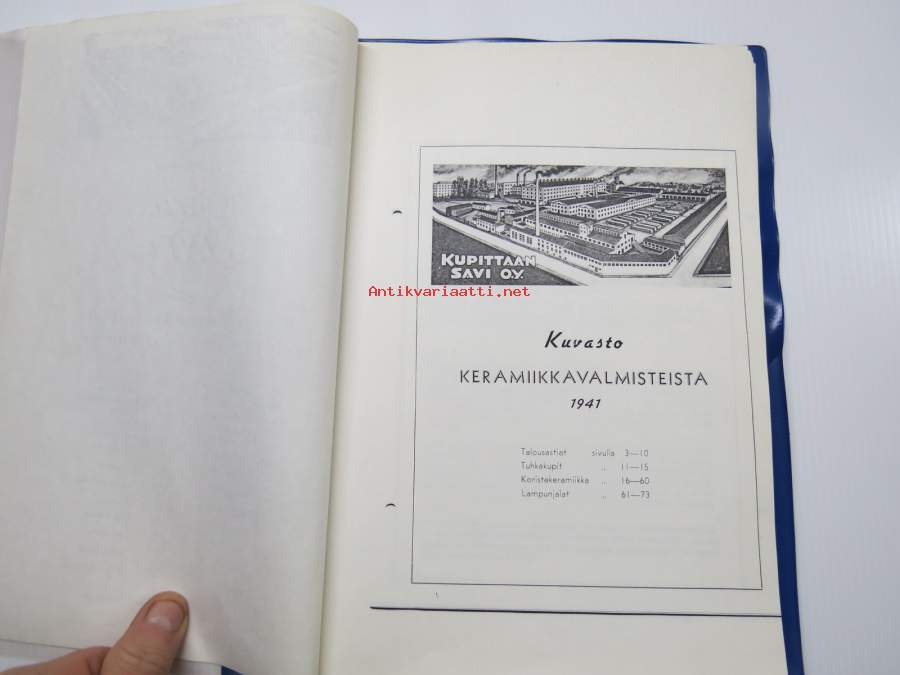 KUPITTAAN
SAVI O.Y.
Antikvariaatti.net
Kuvasto
KERAMIIKKAVALMISTEISTA
1941
Talousastiat sivulla 3—10
Tuhkakupit „ 11—15
Koristekeramiikka „ 16—60
Lampunjalat „ 61—73